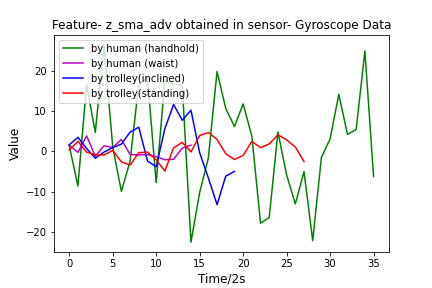 Feature- z_sma_adv obtained in sensor- Gyroscope Data
by human (handhold)
by human (waist)
by trolley(inclined)
by trolley(standing)
Value
20
10
0
−10
−20
0 5 10 15 20 25 30 35
Time/2s